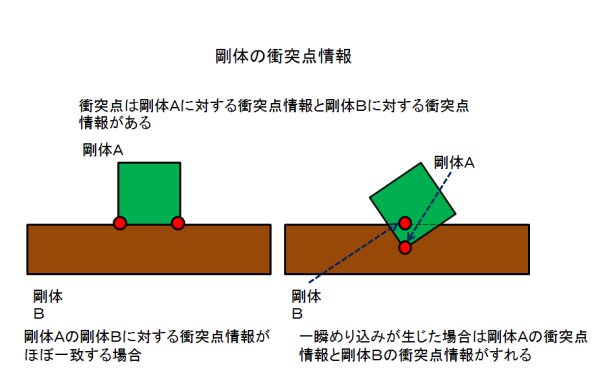 剛体の衝突点情報
衝突点は剛体Aに対する衝突点情報と剛体Bに対する衝突点
情報がある
剛体A
剛体A
剛体
B
剛体
B
剛体Aの剛体Bに対する衝突点情報が
ほぼ一致する場合
一瞬めり込みが生じた場合は剛体Aの衝突点
情報と剛体Bの衝突点情報がずれる